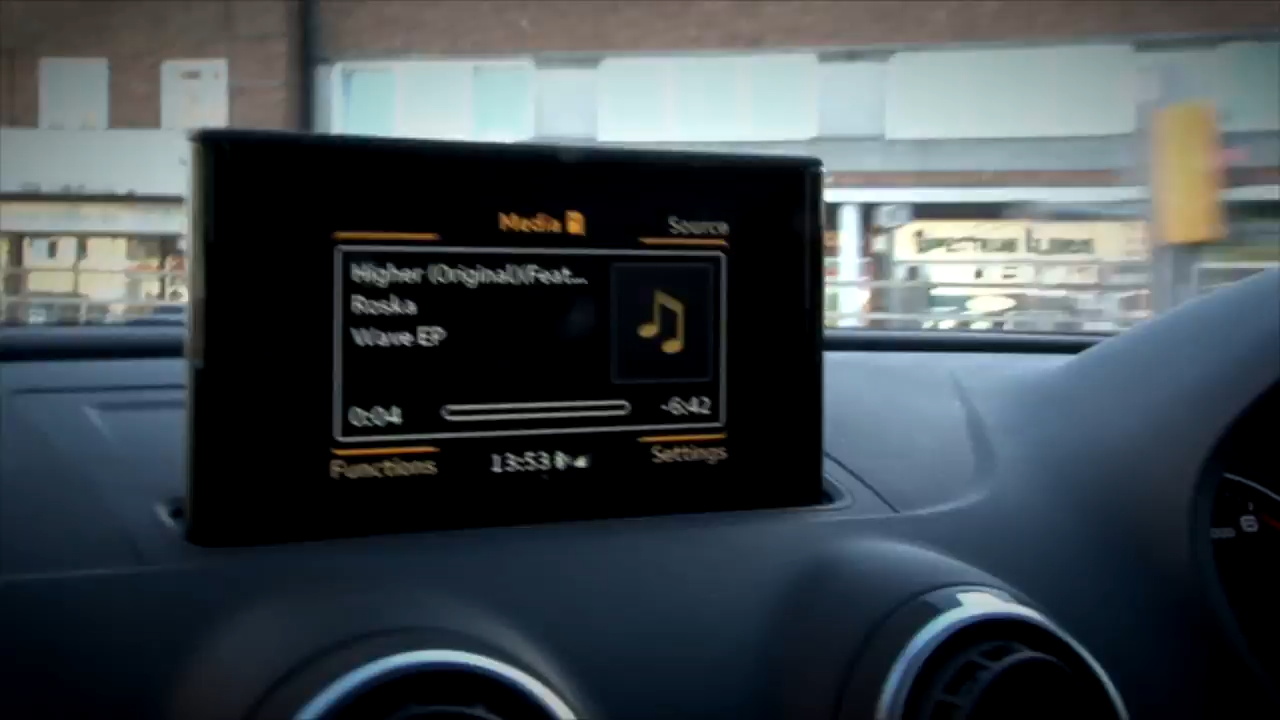 Media
Source
Higher (Original)(Feat...
Roska
Wave EP
0:04
-6:42
Functions
13:53
Settings